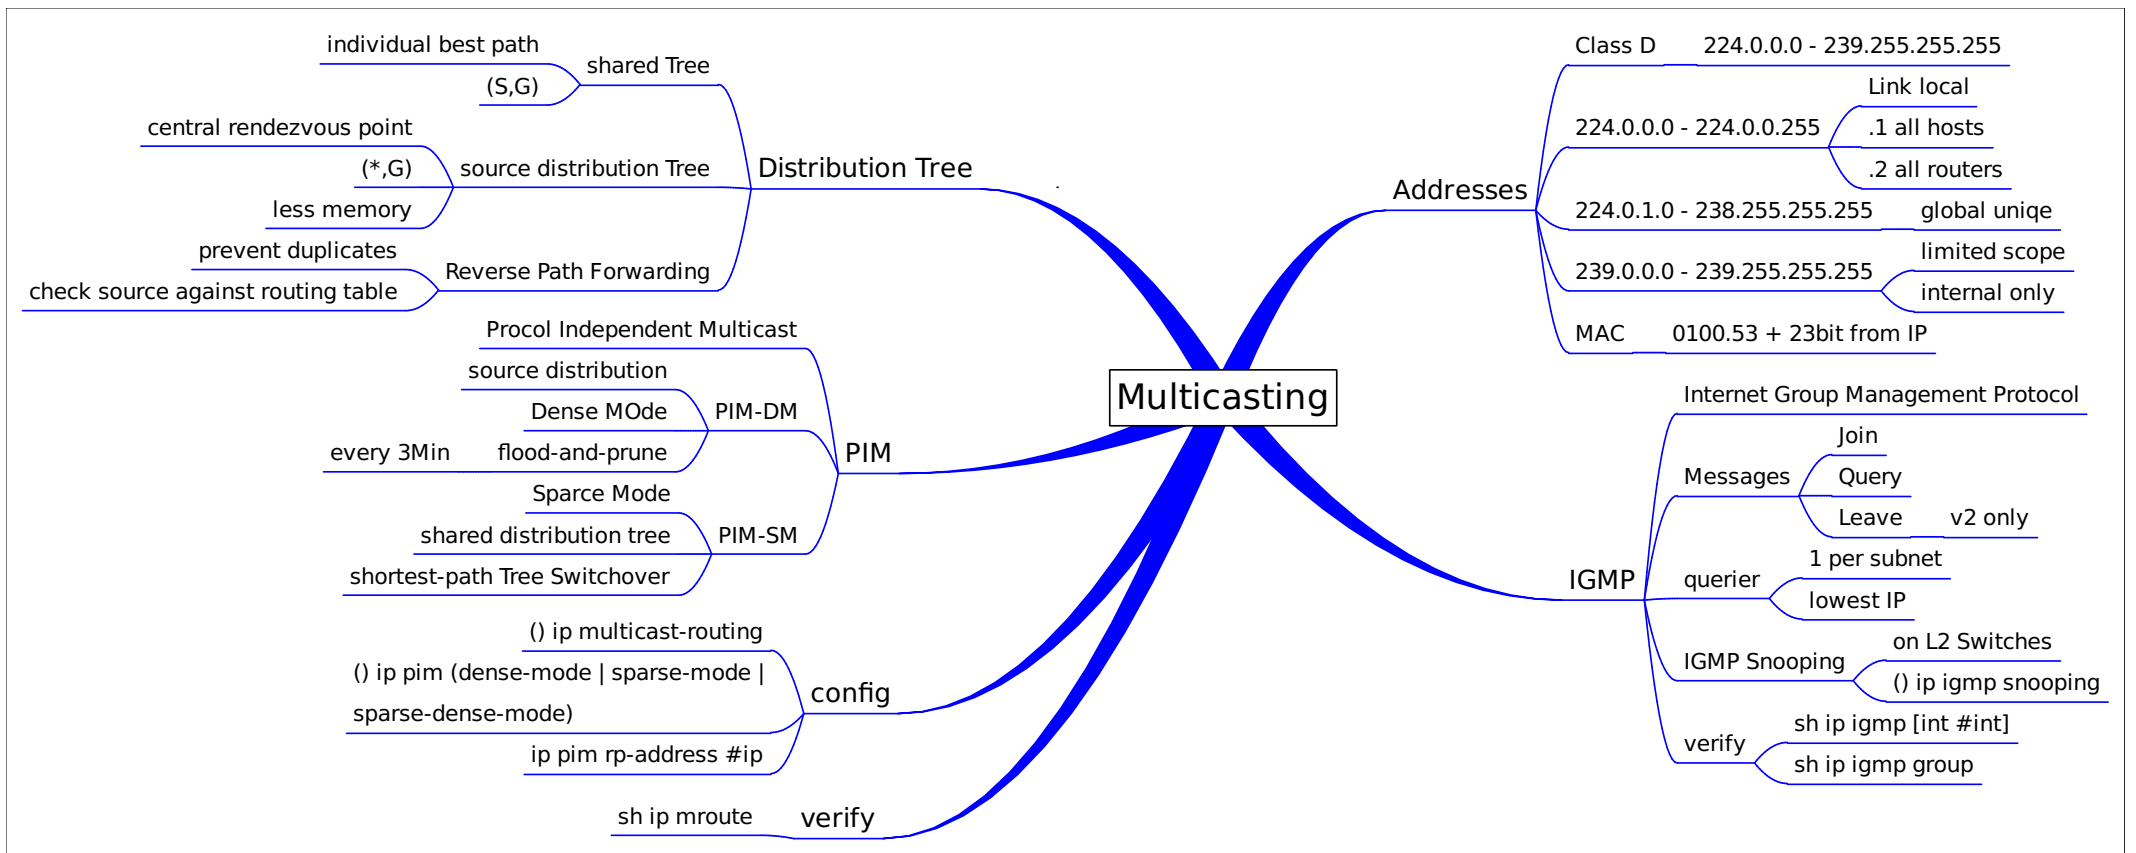 Multicasting
Distribution Tree
shared Tree
individual best path
(S,G)
source distribution Tree
central rendezvous point
(*,G)
less memory
Reverse Path Forwarding
prevent duplicates
check source against routing table
PIM
Procol Independent Multicast
PIM-DM
source distribution
Dense MOde
flood-and-prune
every 3Min
PIM-SM
Sparce Mode
shared distribution tree
shortest-path Tree Switchover
config
() ip multicast-routing
() ip pim (dense-mode | sparse-mode |
sparse-dense-mode)
ip pim rp-address #ip
verify
sh ip mroute
Addresses
Class D
224.0.0.0 - 239.255.255.255
224.0.0.0 - 224.0.0.255
Link local
.1 all hosts
.2 all routers
224.0.1.0 - 238.255.255.255
global uniqe
239.0.0.0 - 239.255.255.255
limited scope
internal only
MAC
0100.53 + 23bit from IP
IGMP
Internet Group Management Protocol
Messages
Join
Query
Leave
v2 only
querier
1 per subnet
lowest IP
IGMP Snooping
on L2 Switches
() ip igmp snooping
verify
sh ip igmp [int #int]
sh ip igmp group